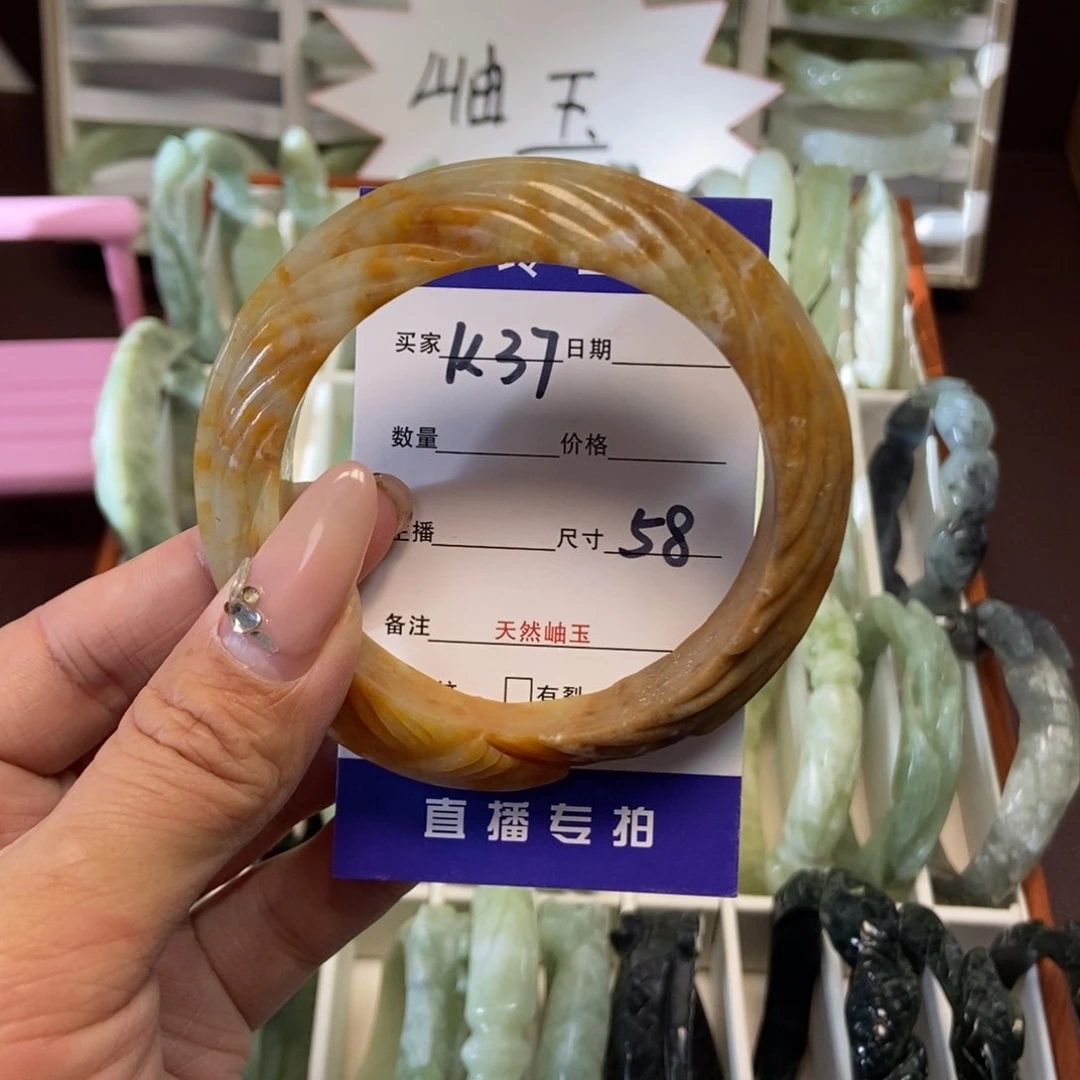 岫玉
买家 K37 日期
数量 价格
主播 尺寸 58
备注 天然岫玉
□有裂
直播专拍